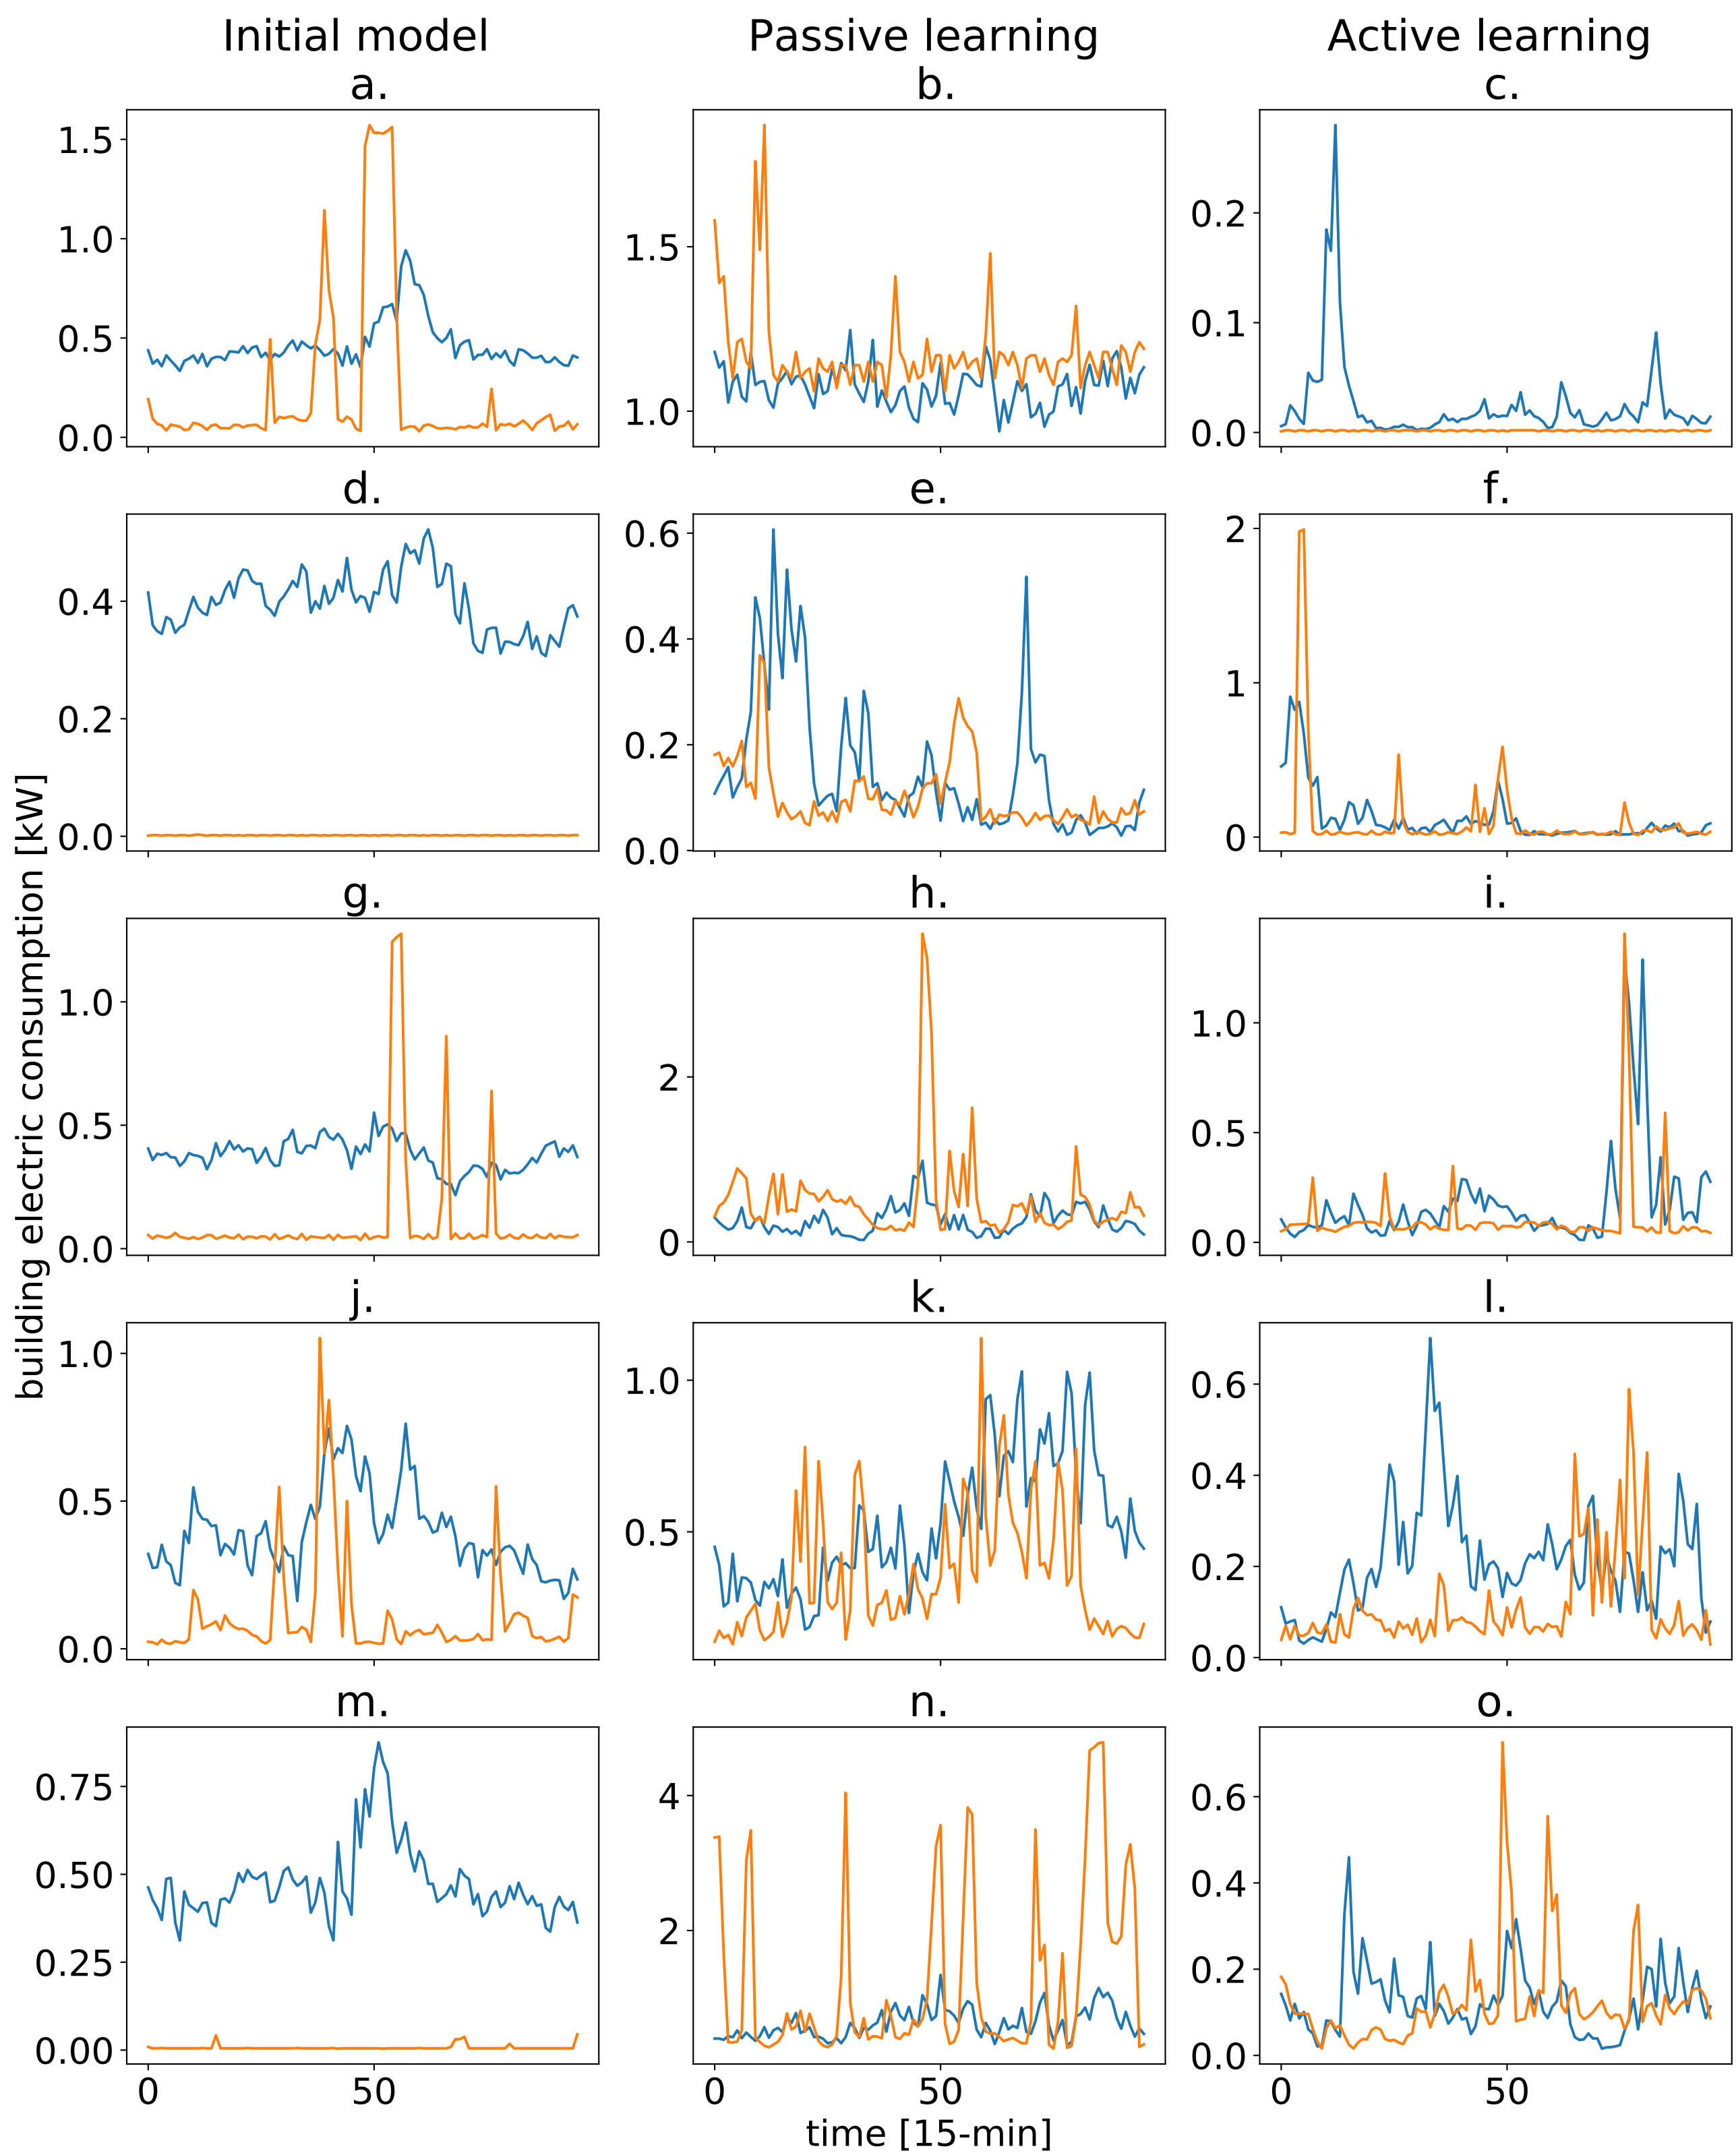 Initial model
Passive learning
Active learning
a.
b.
c.
1.5
1.0
0.5
0.0
1.5
1.0
0.2
0.1
0.0
d.
e.
f.
0.4
0.2
0.0
0.6
0.4
0.2
0.0
2
1
0
g.
h.
i.
1.0
0.5
0.0
2
0
1.0
0.5
0.0
j.
k.
l.
1.0
0.5
0.0
1.0
0.5
0.6
0.4
0.2
0.0
m.
n.
o.
0.75
0.50
0.25
0.00
4
2
0.6
0.4
0.2
0.0
0 50
0 50
0 50
building electric consumption [kW]
time [15-min]